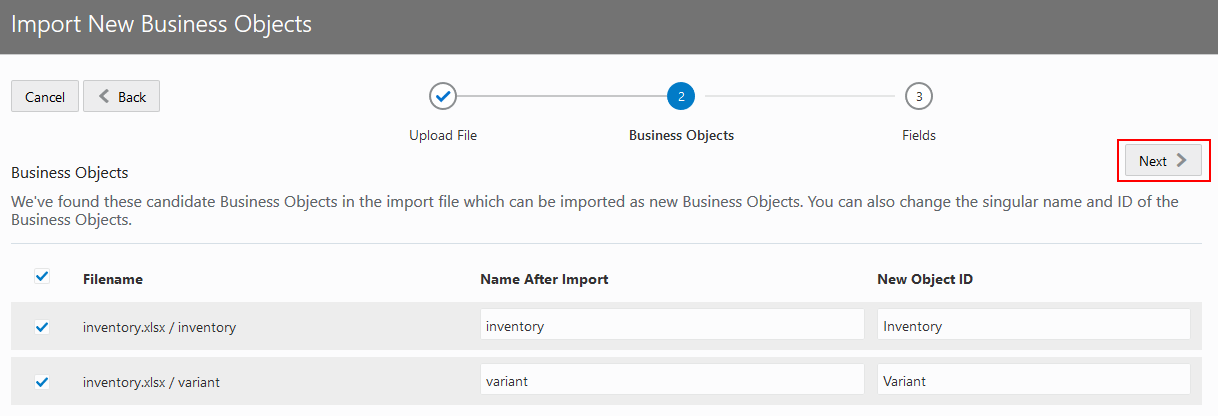 Import New Business Objects
Cancel
Back
2
3
Upload File
Business Objects
Fields
Next
Business Objects
We've found these candidate Business Objects in the import file which can be imported as new Business Objects. You can also change the singular name and ID of the
Business Objects.
Filename Name After Import New Object ID
inventory.xlsx / inventory inventory Inventory
inventory.xlsx / variant variant Variant